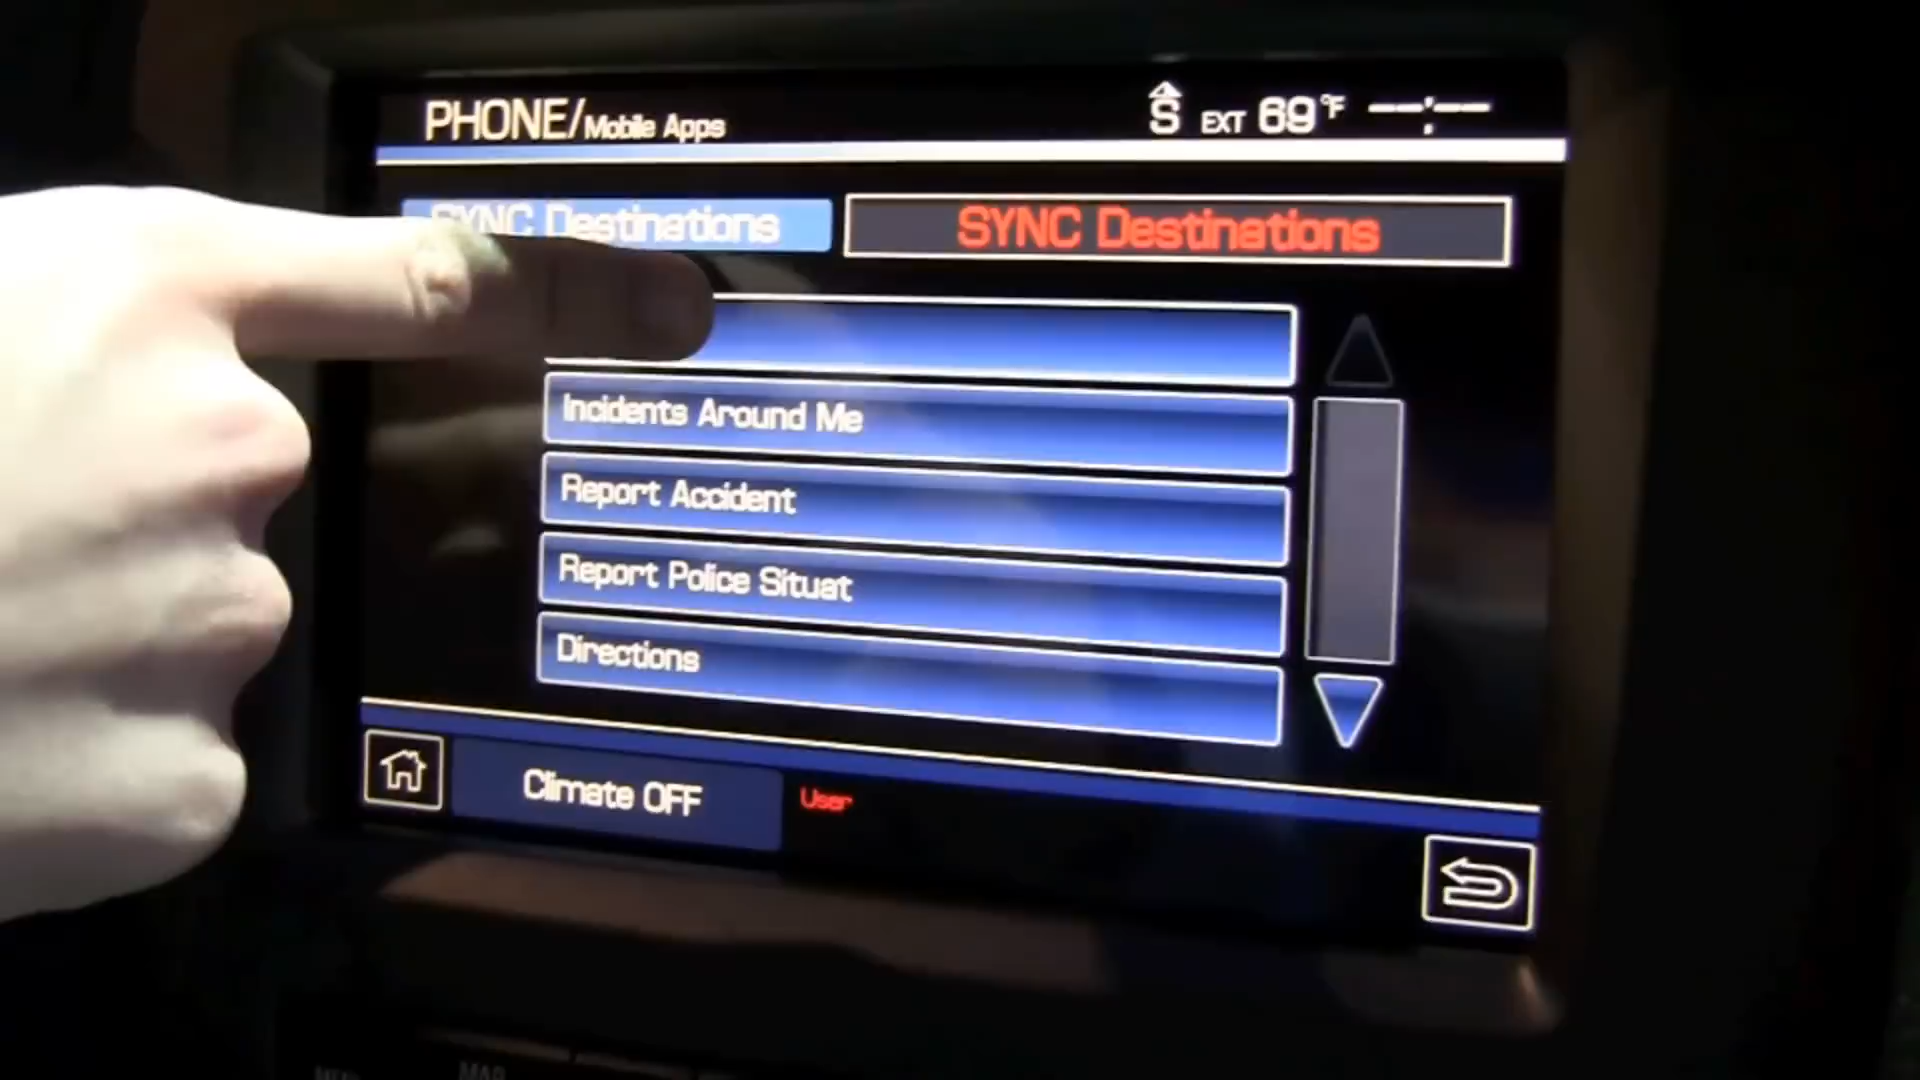 PHONE/Mobile Apps
S EXT 69°F --:--
SYNC Destinations
SYNC Destinations
Incidents Around Me
Report Accident
Report Police Situat
Directions
Climate OFF
User
MAP